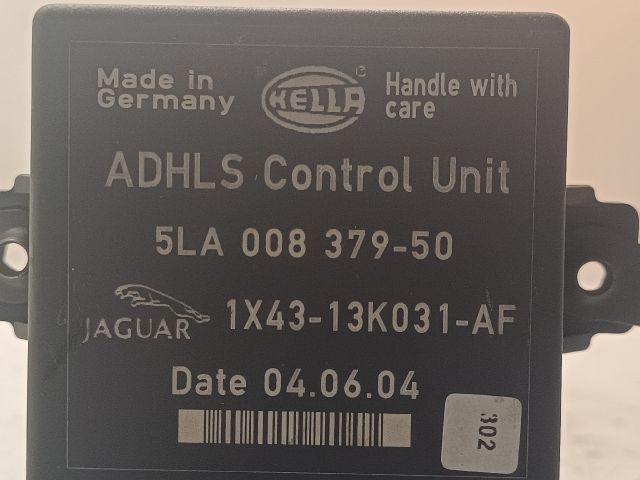 Made in
Germany
HELLA
Handle with
care
ADHLS Control Unit
5LA 008 379-50
JAGUAR
1X43-13K031-AF
Date 04.06.04
302